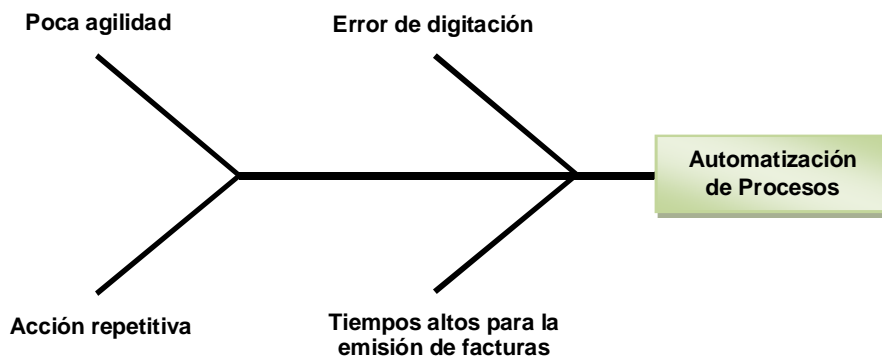 Poca agilidad
Error de digitación
Automatización
de Procesos
Acción repetitiva
Tiempos altos para la
emisión de facturas